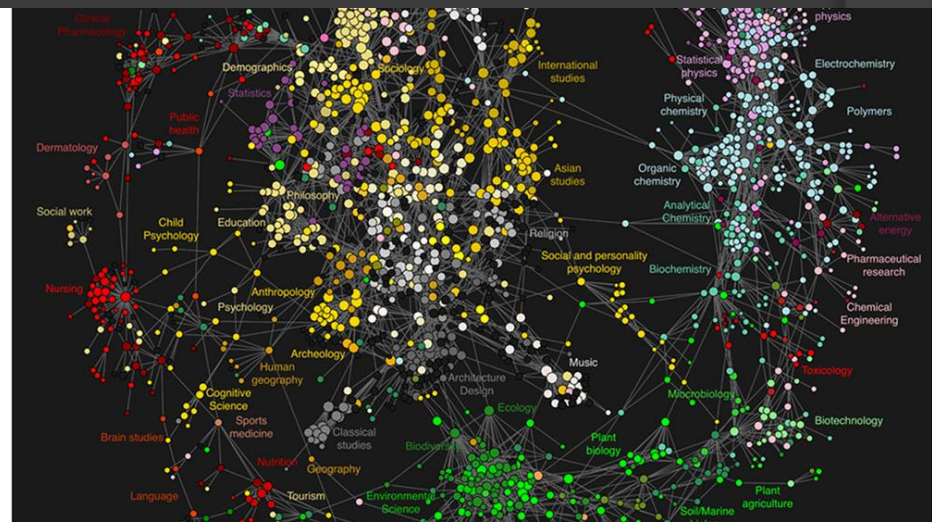 Clinical
Pharmacology
physics
Demographics
Sociology
International
studies
Statistical
physics
Electrochemistry
Statistics
Physical
chemistry
Polymers
Public
health
Dermatology
Organic
chemistry
Asian
studies
Philosophy
Social work
Child
Psychology
Education
Religion
Analytical
Chemistry
Alternative
energy
Social and personality
psychology
Biochemistry
Pharmaceutical
research
Nursing
Anthropology
Psychology
Chemical
Engineering
Archeology
Human
geography
Music
Toxicology
Architecture
Design
Cognitive
Science
Miocrobiology
Ecology
Sports
medicine
Biotechnology
Brain studies
Classical
studies
Biodiversity
Plant
biology
Nutrition
Geography
Language
Tourism
Environmental
Science
Plant
agriculture
Soil/Marine